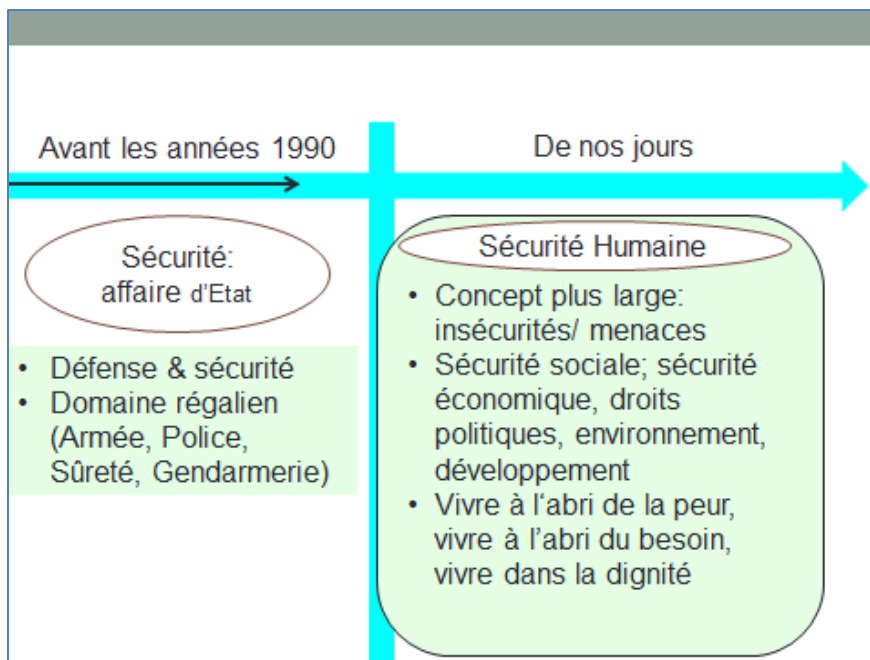 Avant les années 1990
De nos jours
Sécurité:
affaire d'Etat
• Défense & sécurité
• Domaine régalien
(Armée, Police,
Sûreté, Gendarmerie)
Sécurité Humaine
• Concept plus large:
insécurités/ menaces
• Sécurité sociale; sécurité
économique, droits
politiques, environnement,
développement
• Vivre à l‘abri de la peur,
vivre à l’abri du besoin,
vivre dans la dignité